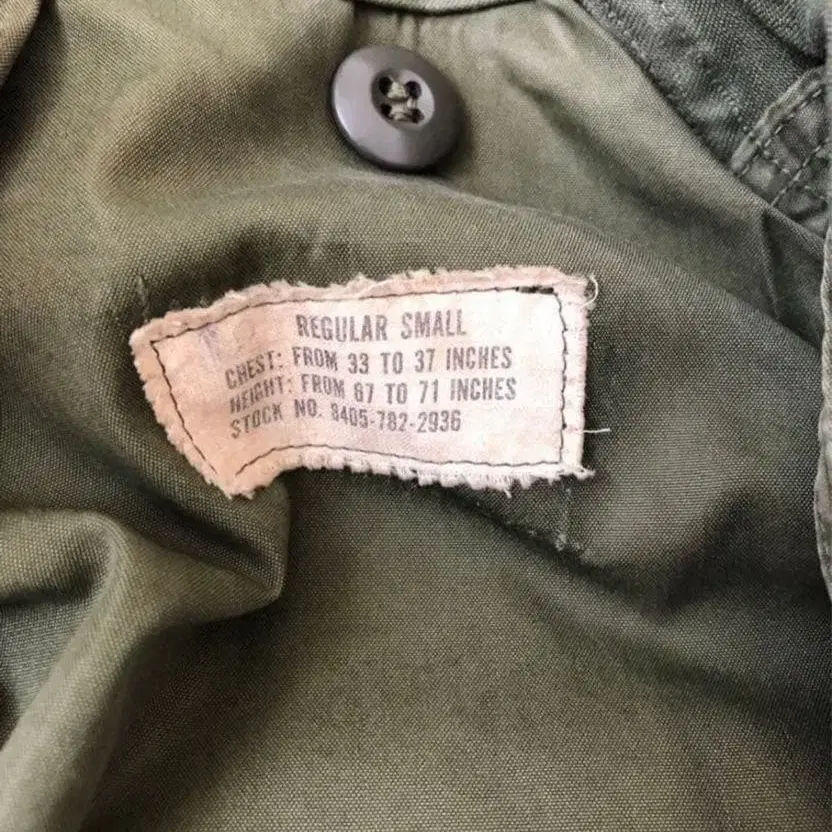 REGULAR SMALL
CHEST: FROM 33 TO 37 INCHES
HEIGHT: FROM 67 TO 71 INCHES
STOCK NO. 8405-782-2936